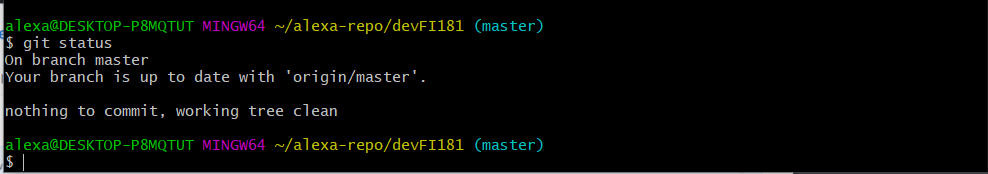 alexa@DESKTOP-P8MQTUT MINGW64 ~/alexa-repo/devFI181 (master)
$ git status
On branch master
Your branch is up to date with 'origin/master'.
nothing to commit, working tree clean
alexa@DESKTOP-P8MQTUT MINGW64 ~/alexa-repo/devFI181 (master)
$